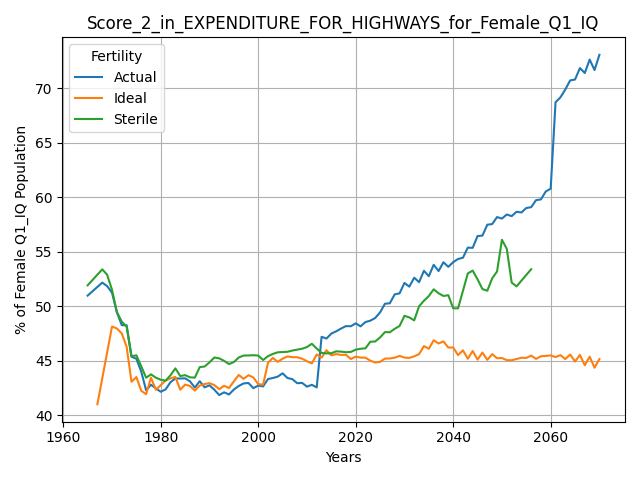 Score_2_in_EXPENDITURE_FOR_HIGHWAYS_for_Female_Q1_IQ
Fertility
Actual
Ideal
Sterile
% of Female Q1_IQ Population
70
65
60
55
50
45
40
1960
1980
2000
2020
2040
2060
Years